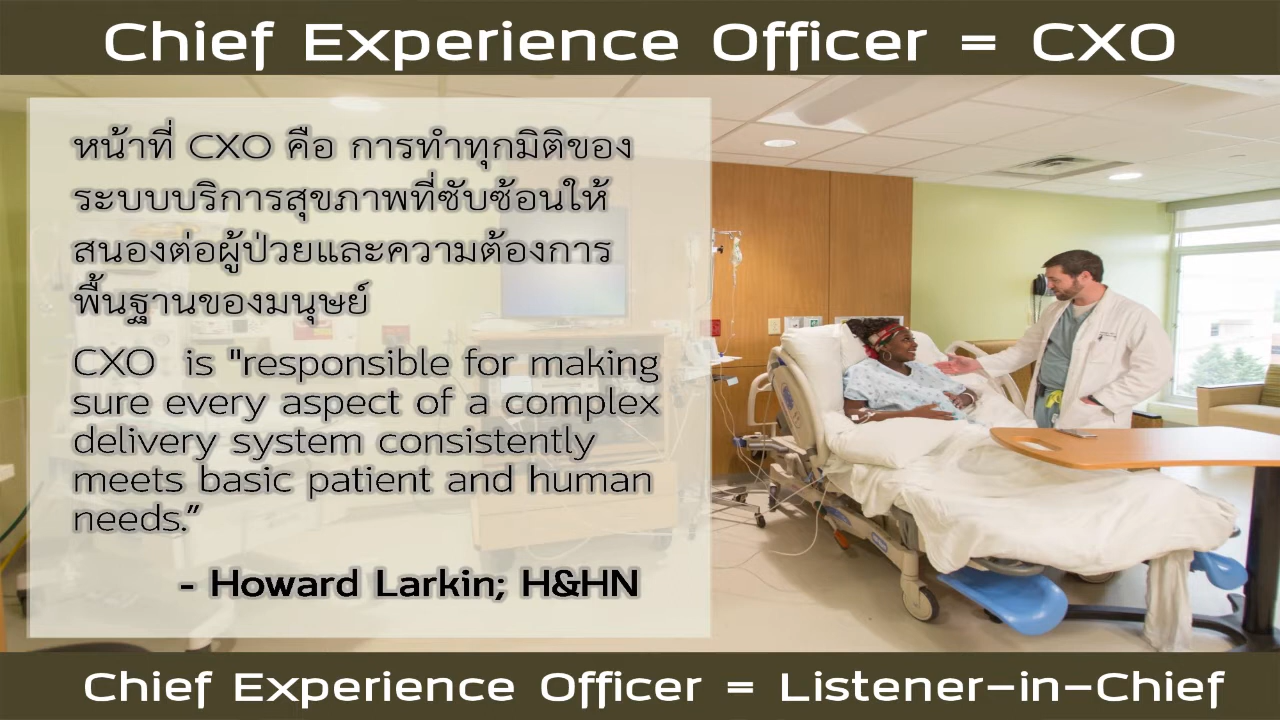 Chief Experience Officer = CXO
หน้าที่ CXO คือ การทำทุกมิติของ
ระบบบริการสุขภาพที่ซับซ้อนให้
สนองต่อผู้ป่วยและความต้องการ
พื้นฐานของมนุษย์
CXO is "responsible for making
sure every aspect of a complex
delivery system consistently
meets basic patient and human
needs.”
- Howard Larkin; H&HN
Chief Experience Officer = Listener-in-Chief